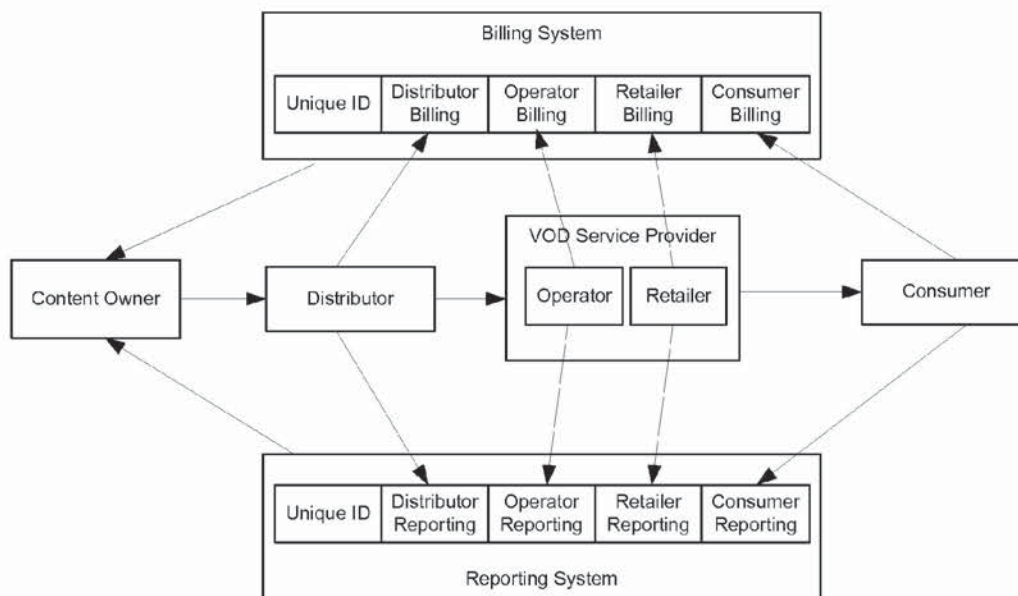 Billing System
Unique ID
Distributor
Billing
Operator
Billing
Retailer
Billing
Consumer
Billing
VOD Service Provider
Content Owner
Distributor
Operator
Retailer
Consumer
Unique ID
Distributor
Reporting
Operator
Reporting
Retailer
Reporting
Consumer
Reporting
Reporting System